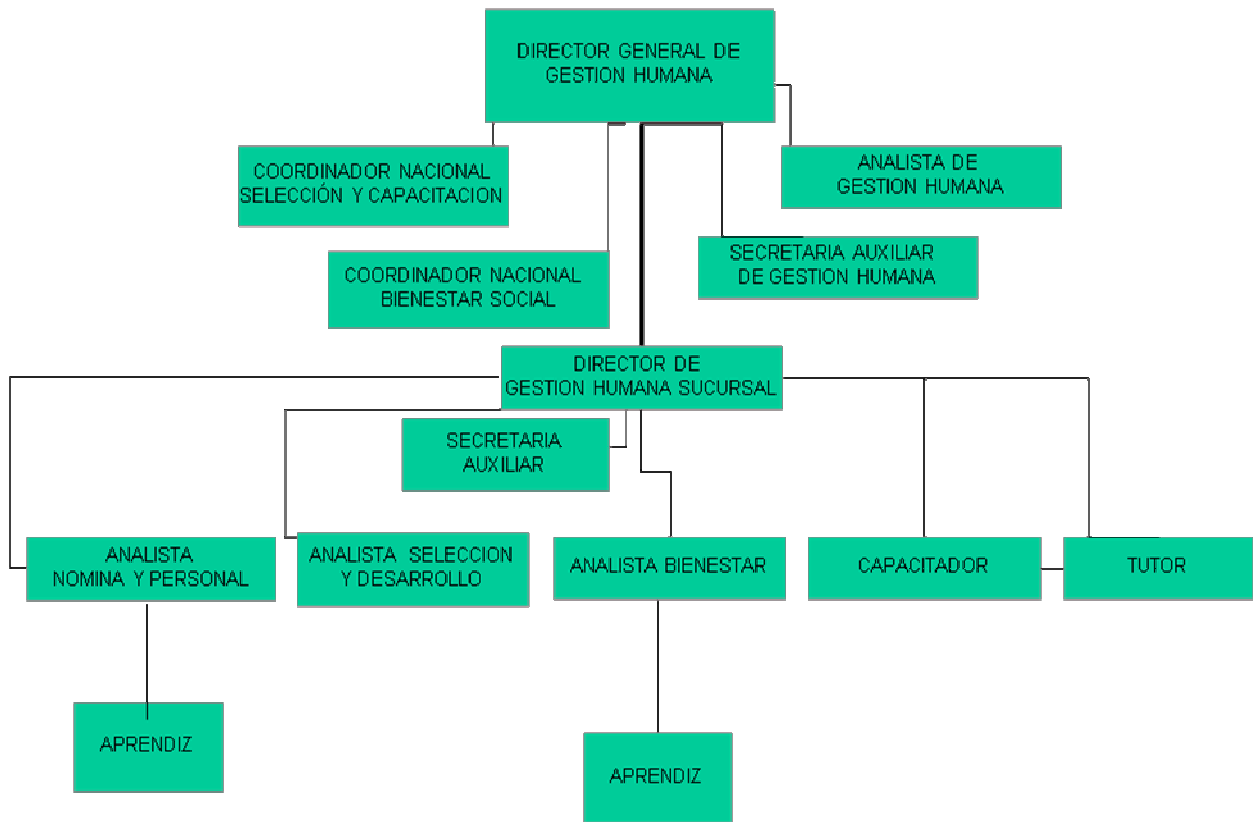 DIRECTOR GENERAL DE
GESTION HUMANA
COORDINADOR NACIONAL
SELECCIÓN Y CAPACITACION
ANALISTA DE
GESTION HUMANA
COORDINADOR NACIONAL
BIENESTAR SOCIAL
SECRETARIA AUXILIAR
DE GESTION HUMANA
DIRECTOR DE
GESTION HUMANA SUCURSAL
SECRETARIA
AUXILIAR
ANALISTA
NOMINA Y PERSONAL
ANALISTA SELECCION
Y DESARROLLO
ANALISTA BIENESTAR
CAPACITADOR
TUTOR
APRENDIZ
APRENDIZ